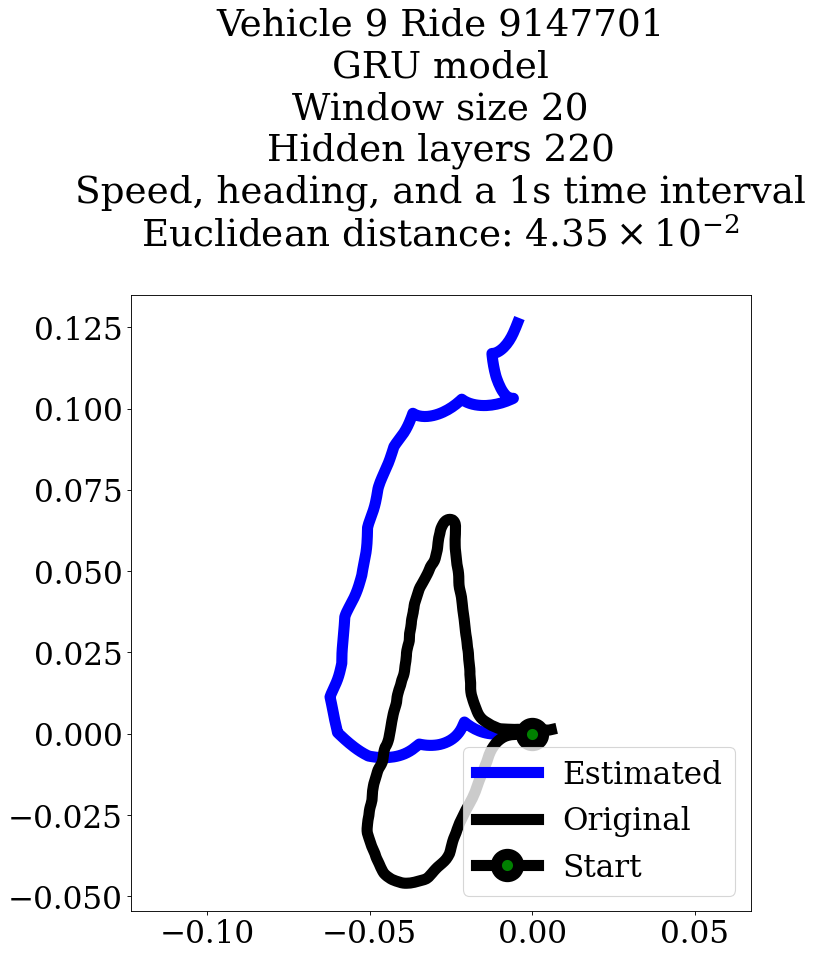 Vehicle 9 Ride 9147701
GRU model
Window size 20
Hidden layers 220
Speed, heading, and a 1s time interval
Euclidean distance: 4.35 × 10⁻²
0.125
0.100
0.075
0.050
0.025
0.000
−0.025
−0.050
Estimated
Original
Start
−0.10 −0.05 0.00 0.05